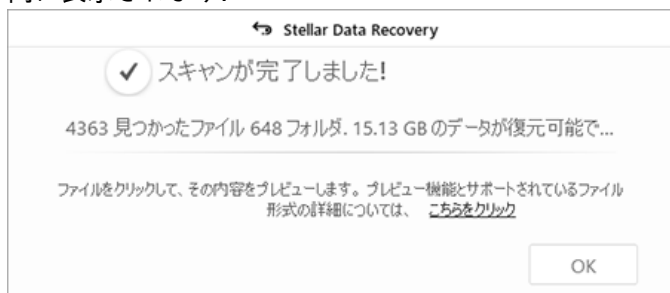 Stellar Data Recovery
スキャンが完了しました!
4363 見つかったファイル 648 フォルダ. 15.13 GB のデータが復元可能で...
ファイルをクリックして、その内容をプレビューします。プレビュー機能とサポートされているファイル
形式の詳細については、 こちらをクリック
OK